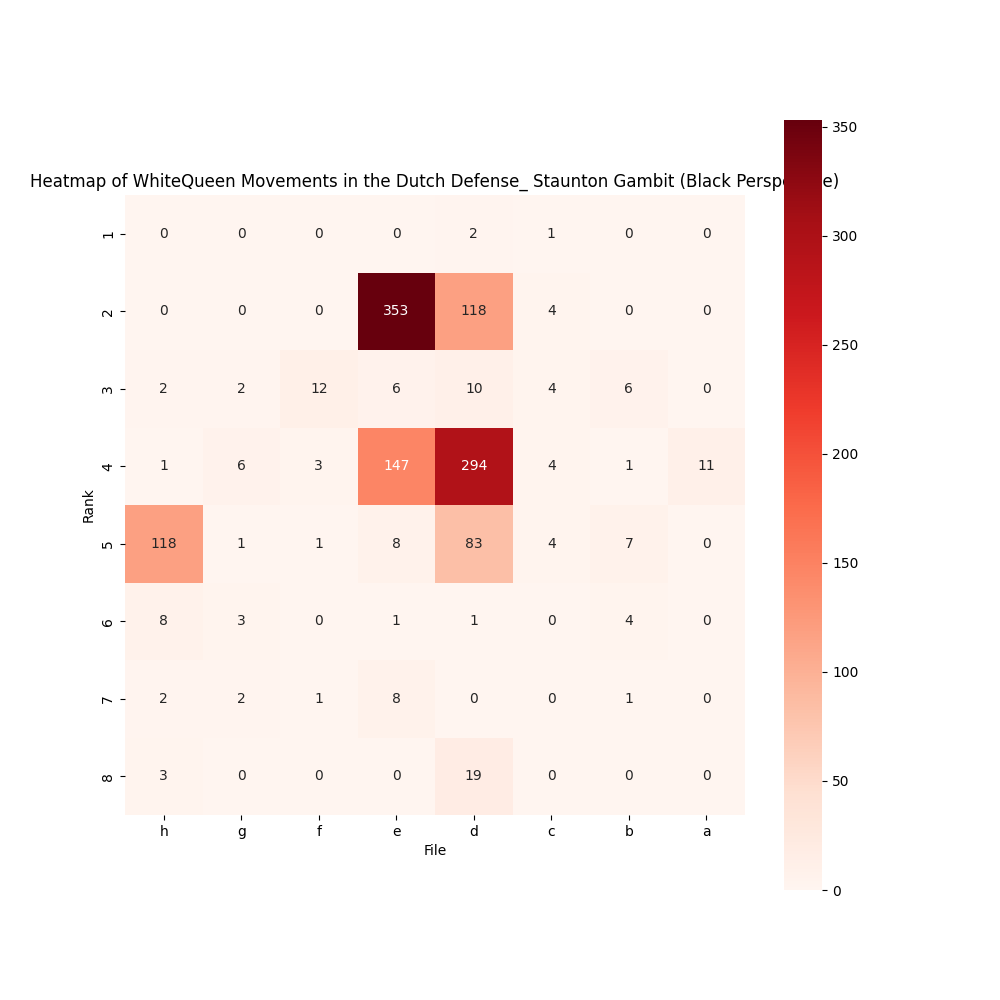 350
Heatmap of WhiteQueen Movements in the Dutch Defense_ Staunton Gambit (Black
1 0 0 0 0 2 1 0 0
300
2 0 0 0 353 118 4 0 0
250
3 2 2 12 6 10 4 6 0
200
4 1 6 3 147 294 4 1 11
Rank
150
5 118 1 1 8 83 4 7 0
6 8 3 0 1 1 0 4 0
100
7 2 2 1 8 0 0 1 0
50
8 3 0 0 0 19 0 0 0
h g f e d c b a
File
0